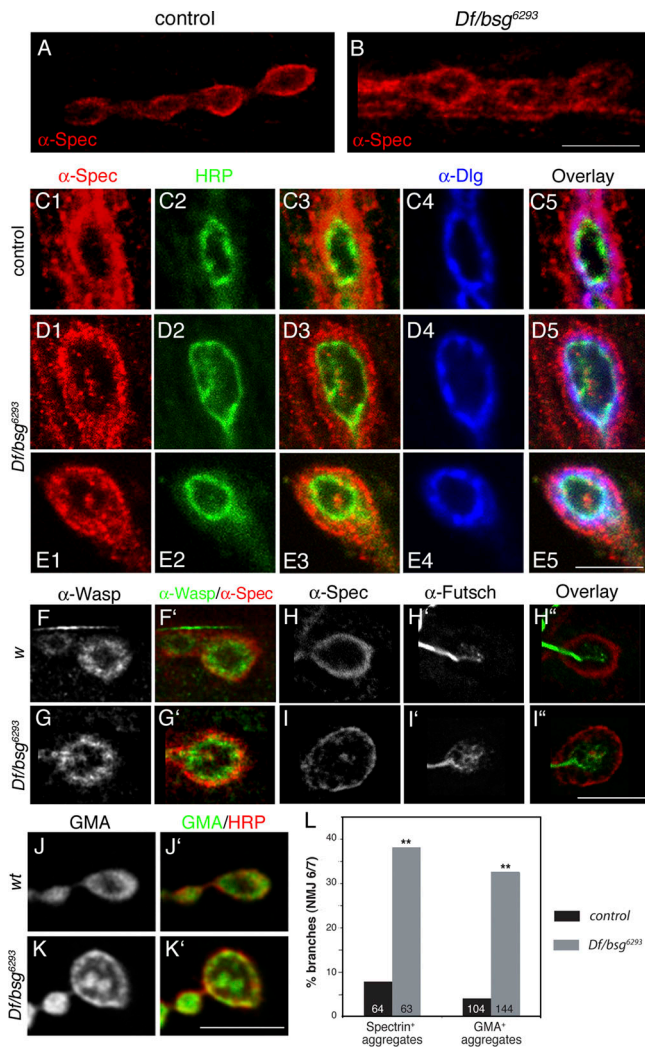 control Df/bsg6293
A B
α-Spec α-Spec
α-Spec HRP α-Dlg Overlay
control
C1 C2 C3 C4 C5
Df/bsg6293
D1 D2 D3 D4 D5
E1 E2 E3 E4 E5
α-Wasp α-Wasp/α-Spec α-Spec α-Futsch Overlay
w
F F' H H' H"
Df/bsg6293
G G' I I' I"
GMA GMA/HRP
wt
J J'
Df/bsg6293
K K'
L
% branches (NMJ 6/7)
40
30
20
10
0
** **
64 63 104 144
Spectrin+ aggregates
GMA+ aggregates
control
Df/bsg6293